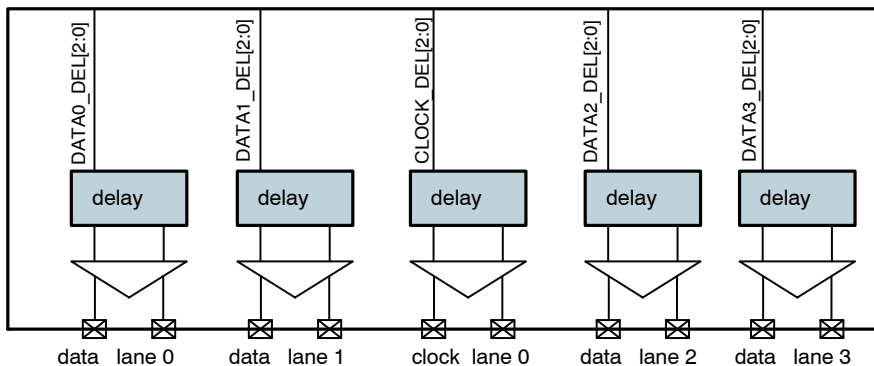 DATA0_DEL[2:0]
DATA1_DEL[2:0]
CLOCK_DEL[2:0]
DATA2_DEL[2:0]
DATA3_DEL[2:0]
delay
delay
delay
delay
delay
data lane 0
data lane 1
clock lane 0
data lane 2
data lane 3